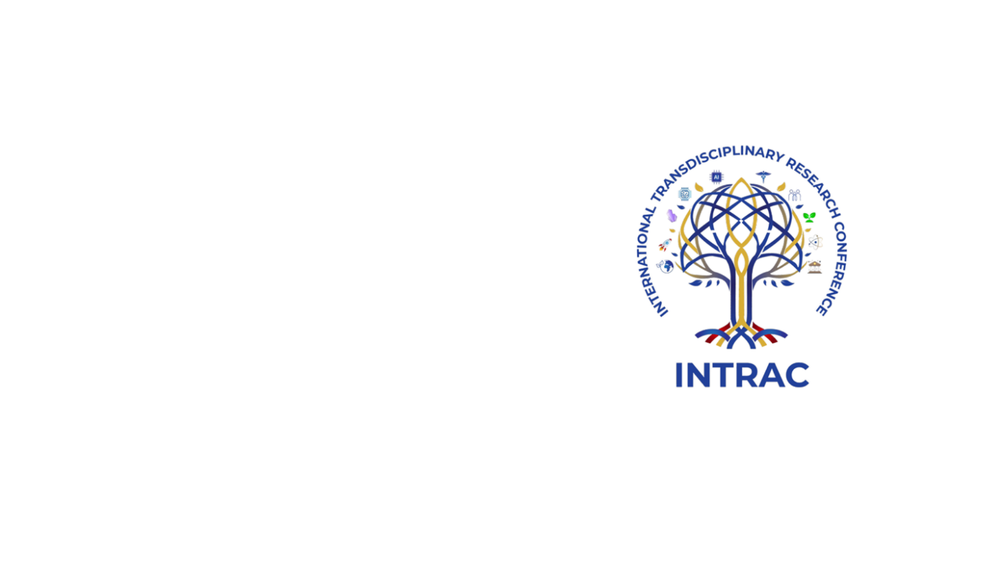 INTERNATIONAL TRANSDISCIPLINARY RESEARCH CONFERENCE
AI
INTRAC